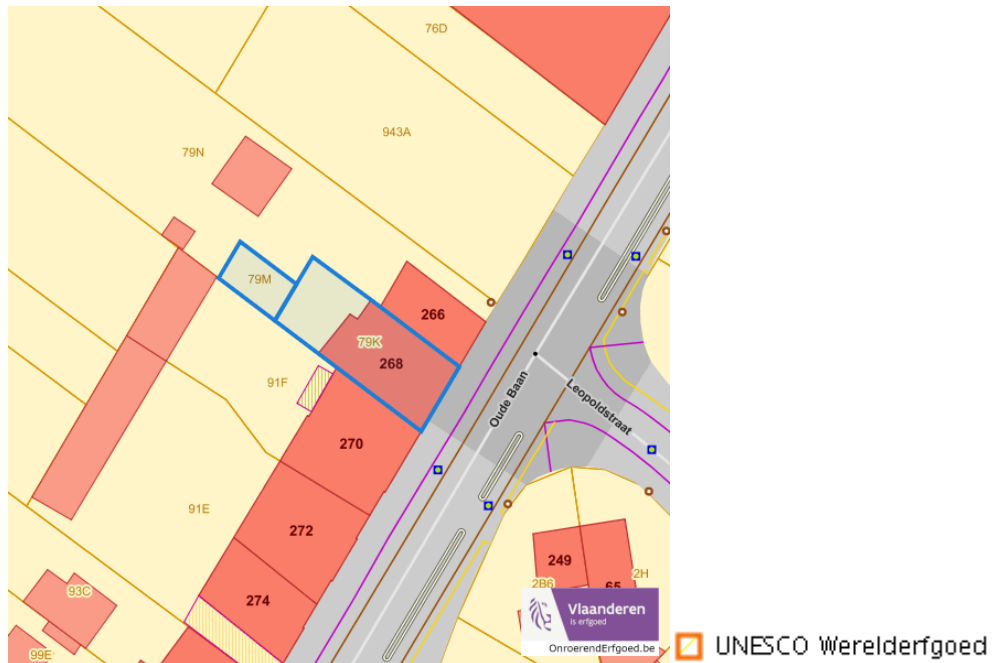 76D
943A
79N
79M
266
79K
268
91F
Oude Baan
Leopoldstraat
270
91E
272
249
2H
2B6
65
93C
274
99E
Vlaanderen
is erfgoed
OnroerendErfgoed.be
UNESCO Werelderfgoed